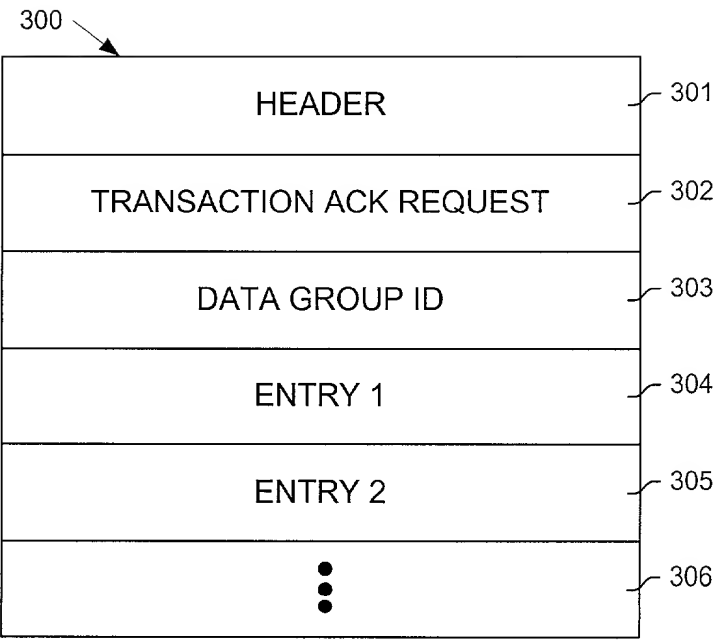 300
HEADER
301
TRANSACTION ACK REQUEST
302
DATA GROUP ID
303
ENTRY 1
304
ENTRY 2
305
306